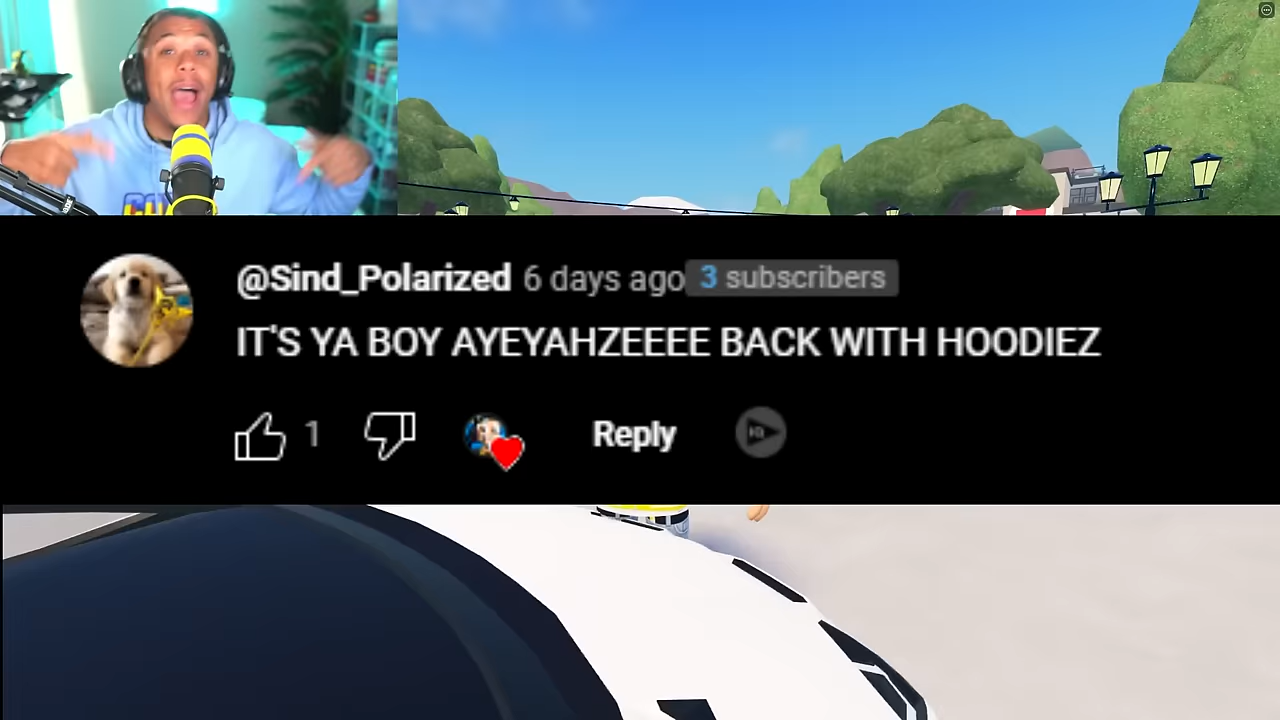 @Sind_Polarized 6 days ago 3 subscribers
IT'S YA BOY AYEYAHZEEEE BACK WITH HOODIEZ
1 Reply